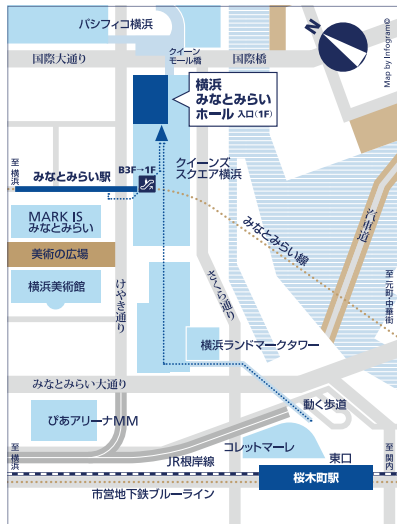 パシフィコ横浜
N
国際大通り
クイーン
モール橋
国際橋
Map by infogram©
横浜
みなとみらい
ホール 入口(1F)
至 横浜
みなとみらい駅
B3F→1F
クイーンズ
スクエア横浜
MARK IS
みなとみらい
みなとみらい線
汽車道
美術の広場
横浜美術館
けやき通り
さくら通り
至 元町・中華街
横浜ランドマークタワー
みなとみらい大通り
動く歩道
ぴあアリーナMM
コレットマーレ
東口
至 横浜
JR根岸線
桜木町駅
至 関内
市営地下鉄ブルーライン